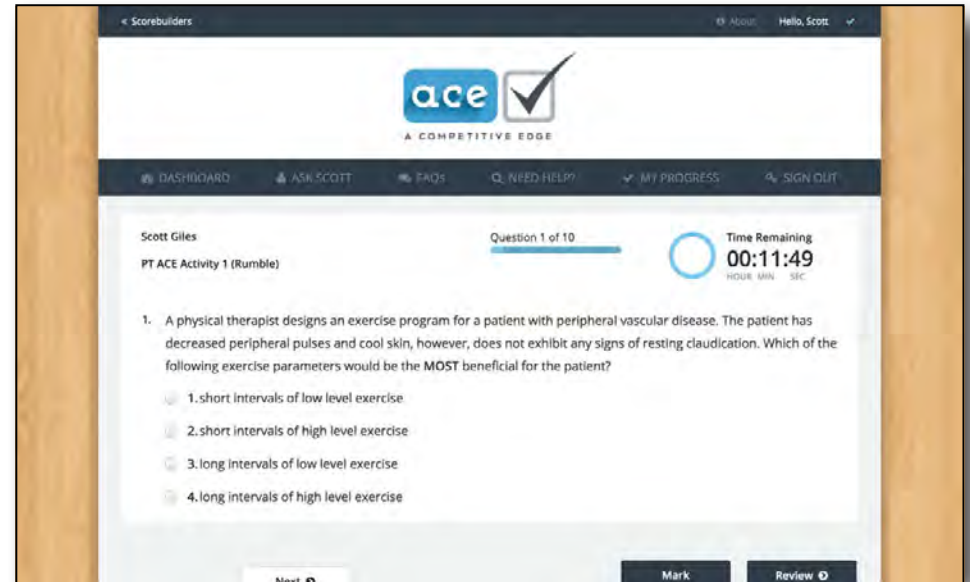 < Scorebuilders About Hello, Scott
ace
A COMPETITIVE EDGE
DASHBOARD ASK SCOTT FAQs NEED HELP? MY PROGRESS SIGN OUT
Scott Giles Question 1 of 10 Time Remaining
PT ACE Activity 1 (Rumble) 00:11:49
HOUR MIN SEC
1. A physical therapist designs an exercise program for a patient with peripheral vascular disease. The patient has
decreased peripheral pulses and cool skin, however, does not exhibit any signs of resting claudication. Which of the
following exercise parameters would be the MOST beneficial for the patient?
1. short intervals of low level exercise
2. short intervals of high level exercise
3. long intervals of low level exercise
4. long intervals of high level exercise
Next Mark Review